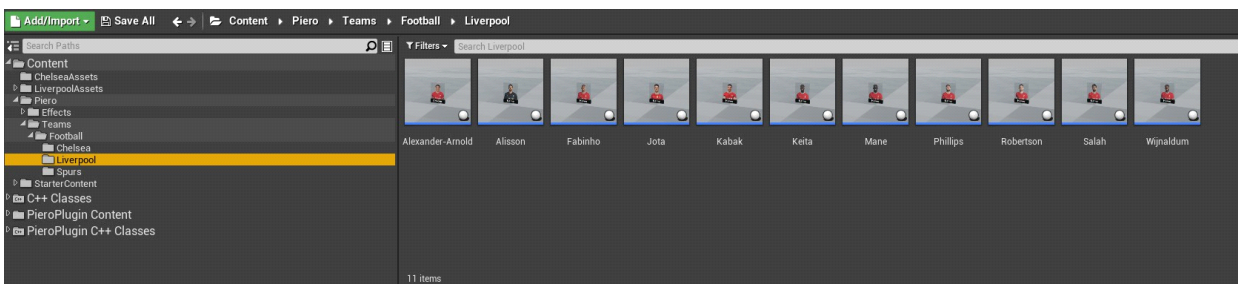 Add/Import Save All Content Piero Teams Football Liverpool
Search Paths
Content
ChelseaAssets
LiverpoolAssets
Piero
Effects
Teams
Football
Chelsea
Liverpool
Spurs
StarterContent
C++ Classes
PieroPlugin Content
PieroPlugin C++ Classes
Filters Search Liverpool
Alexander-Arnold Alisson Fabinho Jota Kabak Keita Mane Phillips Robertson Salah Wijnaldum
11 items